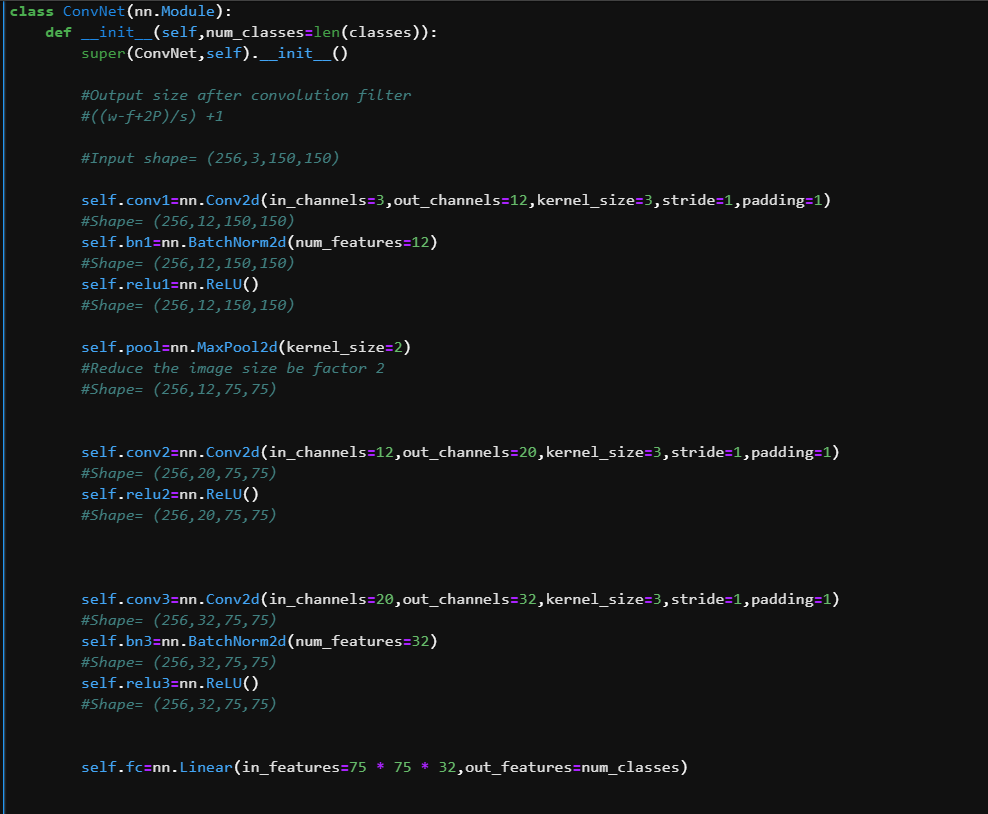 class ConvNet(nn.Module):
    def __init__(self,num_classes=len(classes)):
        super(ConvNet,self).__init__()
        #Output size after convolution filter
        #((w-f+2P)/s) +1
        #Input shape= (256,3,150,150)
        self.conv1=nn.Conv2d(in_channels=3,out_channels=12,kernel_size=3,stride=1,padding=1)
        #Shape= (256,12,150,150)
        self.bn1=nn.BatchNorm2d(num_features=12)
        #Shape= (256,12,150,150)
        self.relu1=nn.ReLU()
        #Shape= (256,12,150,150)
        self.pool=nn.MaxPool2d(kernel_size=2)
        #Reduce the image size be factor 2
        #Shape= (256,12,75,75)
        self.conv2=nn.Conv2d(in_channels=12,out_channels=20,kernel_size=3,stride=1,padding=1)
        #Shape= (256,20,75,75)
        self.relu2=nn.ReLU()
        #Shape= (256,20,75,75)
        self.conv3=nn.Conv2d(in_channels=20,out_channels=32,kernel_size=3,stride=1,padding=1)
        #Shape= (256,32,75,75)
        self.bn3=nn.BatchNorm2d(num_features=32)
        #Shape= (256,32,75,75)
        self.relu3=nn.ReLU()
        #Shape= (256,32,75,75)
        self.fc=nn.Linear(in_features=75 * 75 * 32,out_features=num_classes)